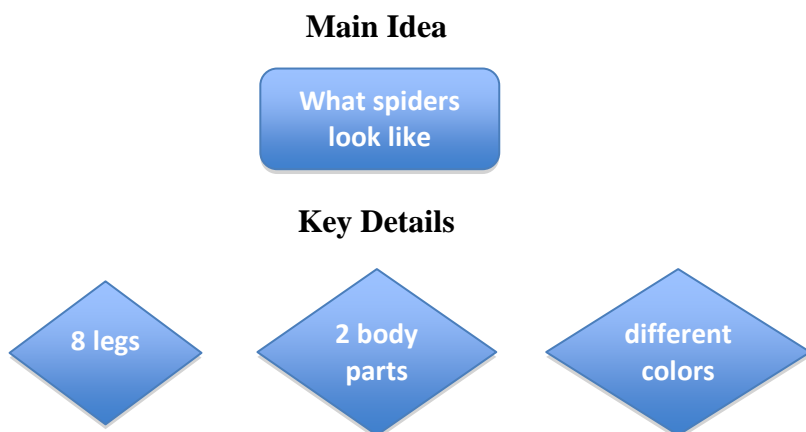 Main Idea
What spiders
look like
Key Details
8 legs
2 body
parts
different
colors